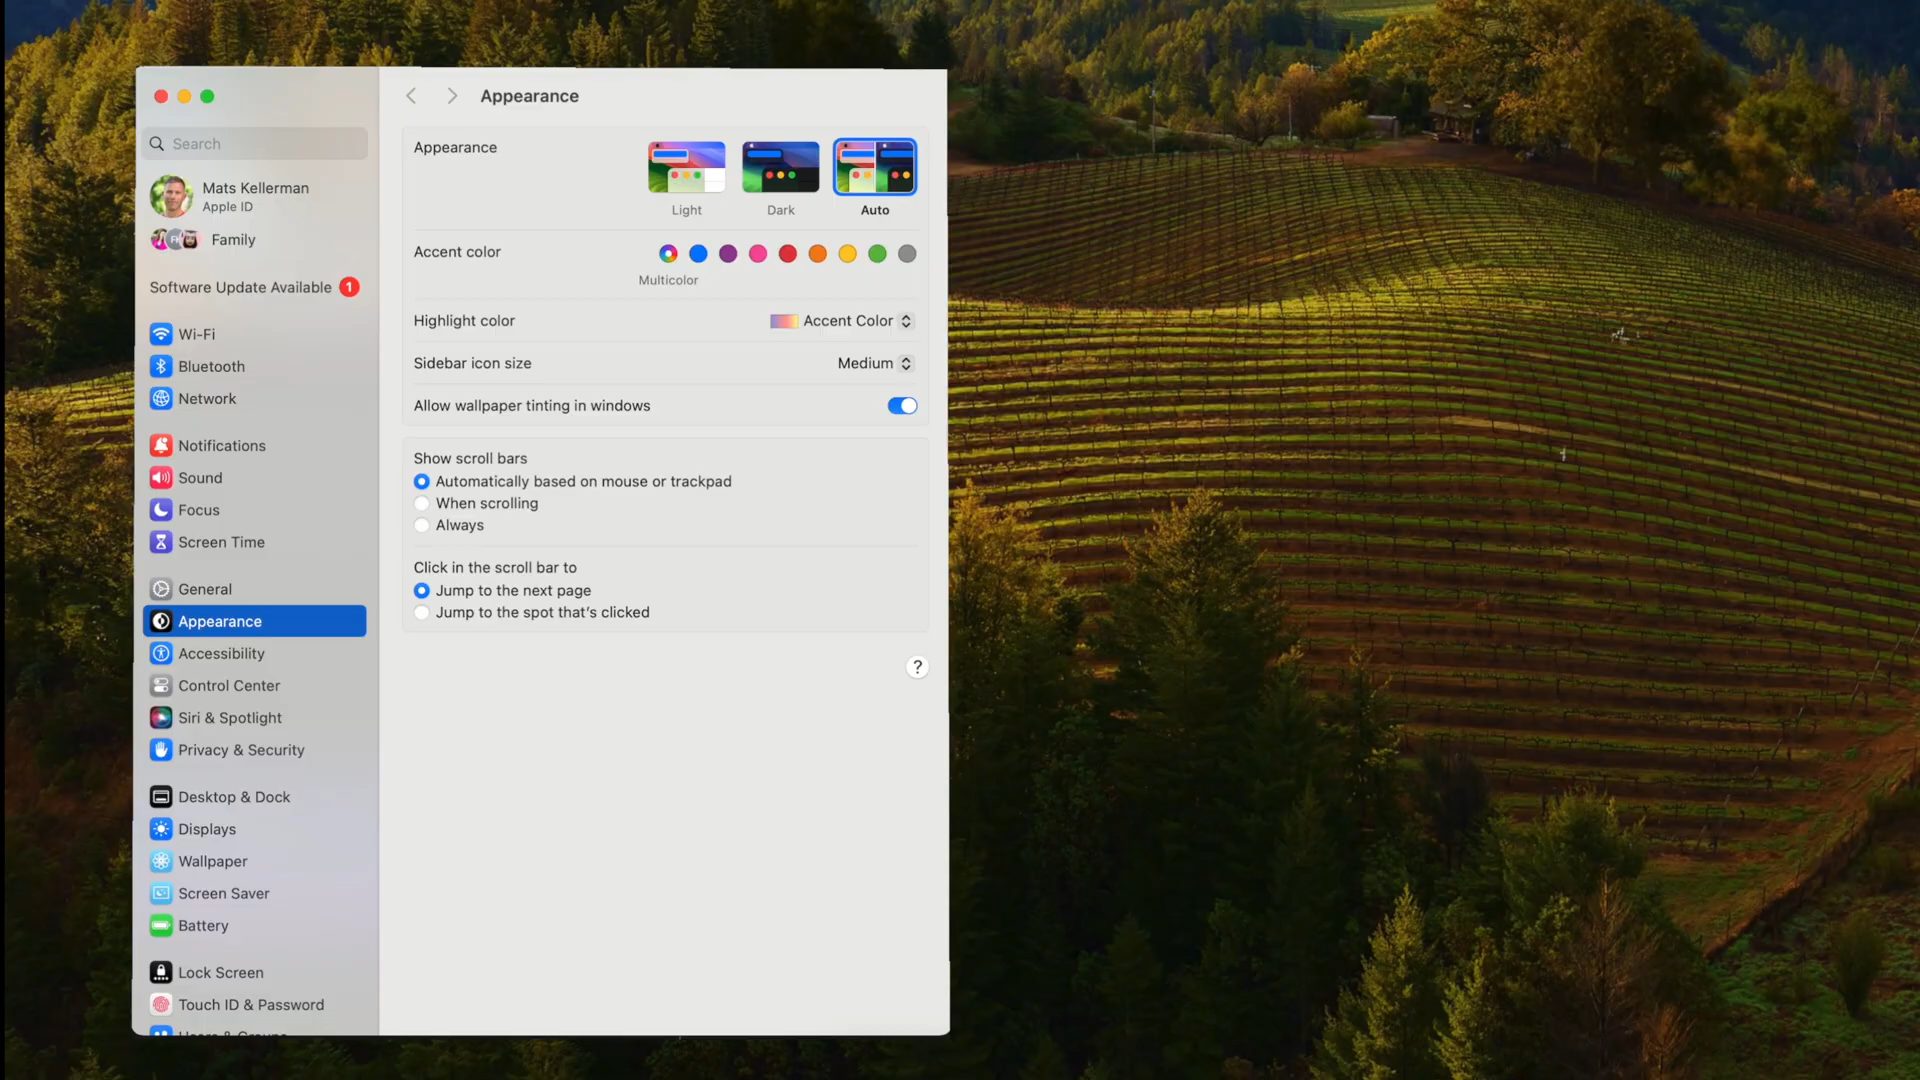 Appearance
Search
Mats Kellerman
Apple ID
Family
Software Update Available 1
Wi-Fi
Bluetooth
Network
Notifications
Sound
Focus
Screen Time
General
Appearance
Accessibility
Control Center
Siri & Spotlight
Privacy & Security
Desktop & Dock
Displays
Wallpaper
Screen Saver
Battery
Lock Screen
Touch ID & Password
Appearance
Light
Dark
Auto
Accent color
Multicolor
Highlight color
Accent Color
Sidebar icon size
Medium
Allow wallpaper tinting in windows
Show scroll bars
Automatically based on mouse or trackpad
When scrolling
Always
Click in the scroll bar to
Jump to the next page
Jump to the spot that's clicked
?